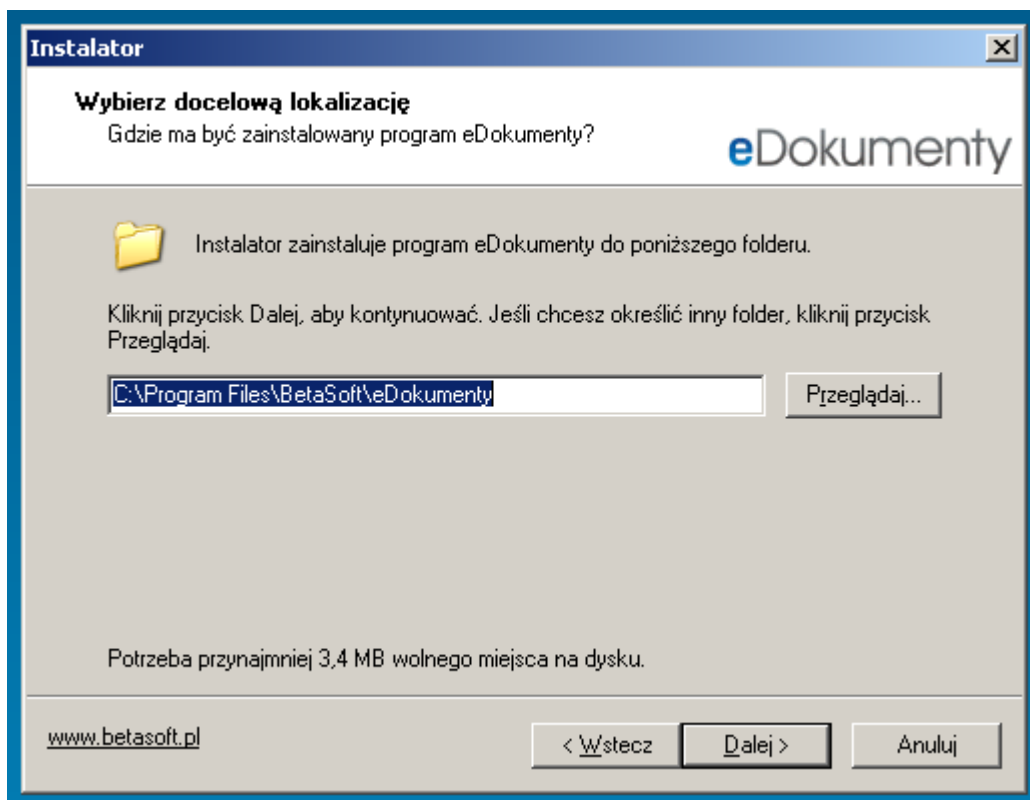 Instalator
Wybierz docelową lokalizację
Gdzie ma być zainstalowany program eDokumenty?
eDokumenty
Instalator zainstaluje program eDokumenty do poniższego folderu.
Kliknij przycisk Dalej, aby kontynuować. Jeśli chcesz określić inny folder, kliknij przycisk
Przeglądaj.
C:\Program Files\BetaSoft\eDokumenty
Przeglądaj...
Potrzeba przynajmniej 3,4 MB wolnego miejsca na dysku.
www.betasoft.pl
< Wstecz
Dalej >
Anuluj